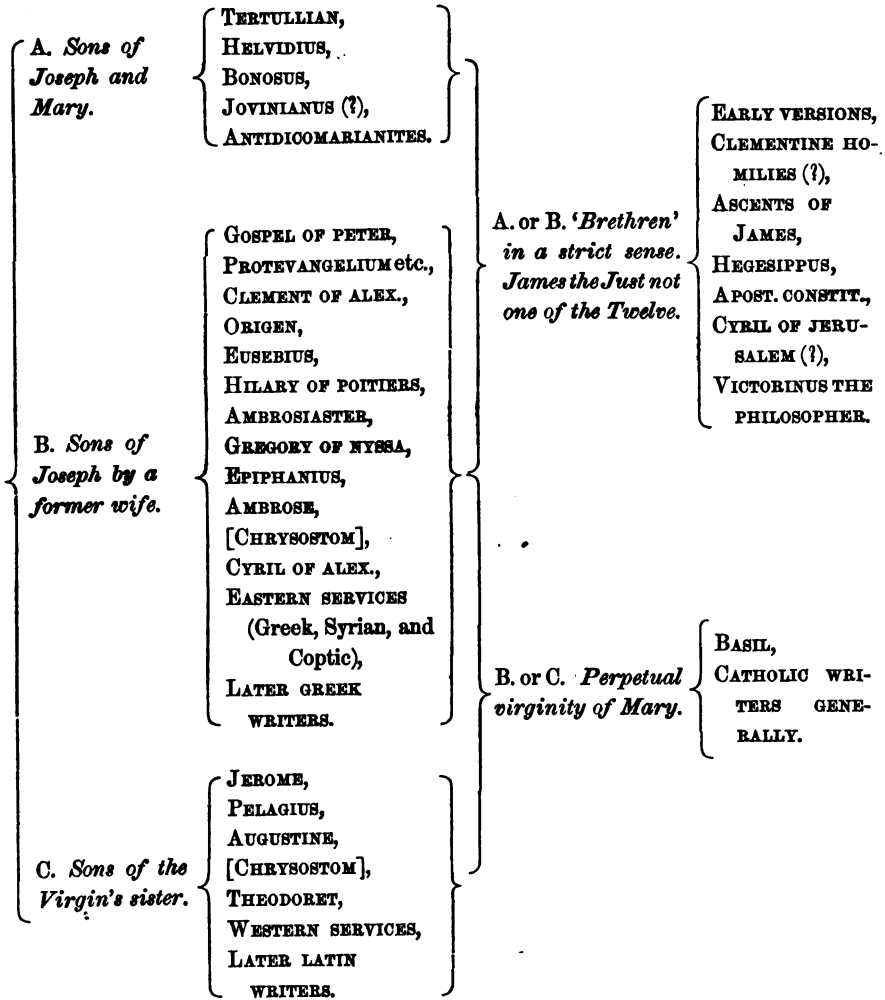 A. Sons of
Joseph and
Mary.
TERTULLIAN,
HELVIDIUS,
BONOSUS,
JOVINIANUS (?),
ANTIDICOMARIANITES.
B. Sons of
Joseph by a
former wife.
GOSPEL OF PETER,
PROTEVANGELIUM etc.,
CLEMENT OF ALEX.,
ORIGEN,
EUSEBIUS,
HILARY OF POITIERS,
AMBROSIASTER,
GREGORY OF NYSSA,
EPIPHANIUS,
AMBROSE,
[CHRYSOSTOM],
CYRIL OF ALEX.,
EASTERN SERVICES
(Greek, Syrian, and
Coptic),
LATER GREEK
WRITERS.
C. Sons of the
Virgin's sister.
JEROME,
PELAGIUS,
AUGUSTINE,
[CHRYSOSTOM],
THEODORET,
WESTERN SERVICES,
LATER LATIN
WRITERS.
A. or B. 'Brethren'
in a strict sense.
James the Just not
one of the Twelve.
EARLY VERSIONS,
CLEMENTINE HO-
MILIES (?),
ASCENTS OF
JAMES,
HEGESIPPUS,
APOST. CONSTIT.,
CYRIL OF JERU-
SALEM (?),
VICTORINUS THE
PHILOSOPHER.
B. or C. Perpetual
virginity of Mary.
BASIL,
CATHOLIC WRI-
TERS GENE-
RALLY.